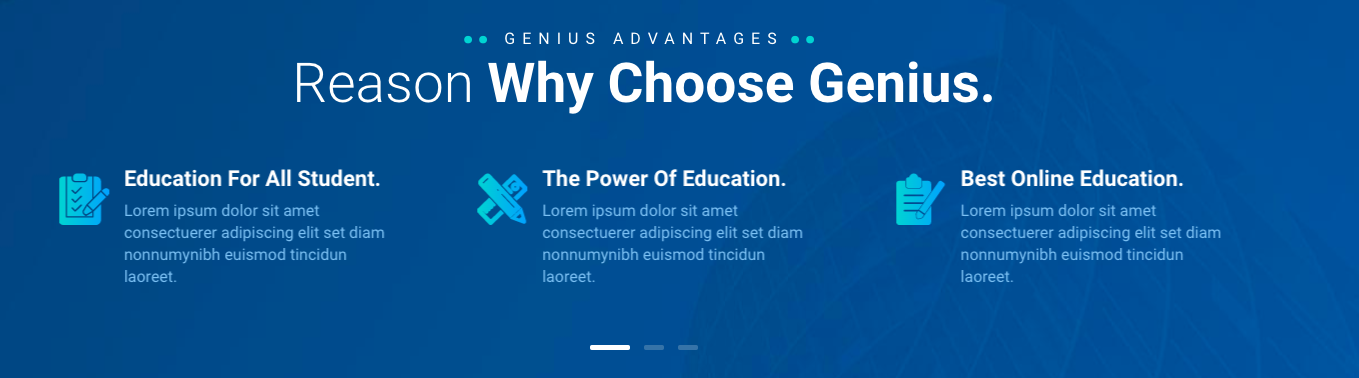 GENIUS ADVANTAGES
Reason Why Choose Genius.
Education For All Student.
Lorem ipsum dolor sit amet
consectuerer adipiscing elit set diam
nonnumynibh euismod tincidun
laoreet.
The Power Of Education.
Lorem ipsum dolor sit amet
consectuerer adipiscing elit set diam
nonnumynibh euismod tincidun
laoreet.
Best Online Education.
Lorem ipsum dolor sit amet
consectuerer adipiscing elit set diam
nonnumynibh euismod tincidun
laoreet.